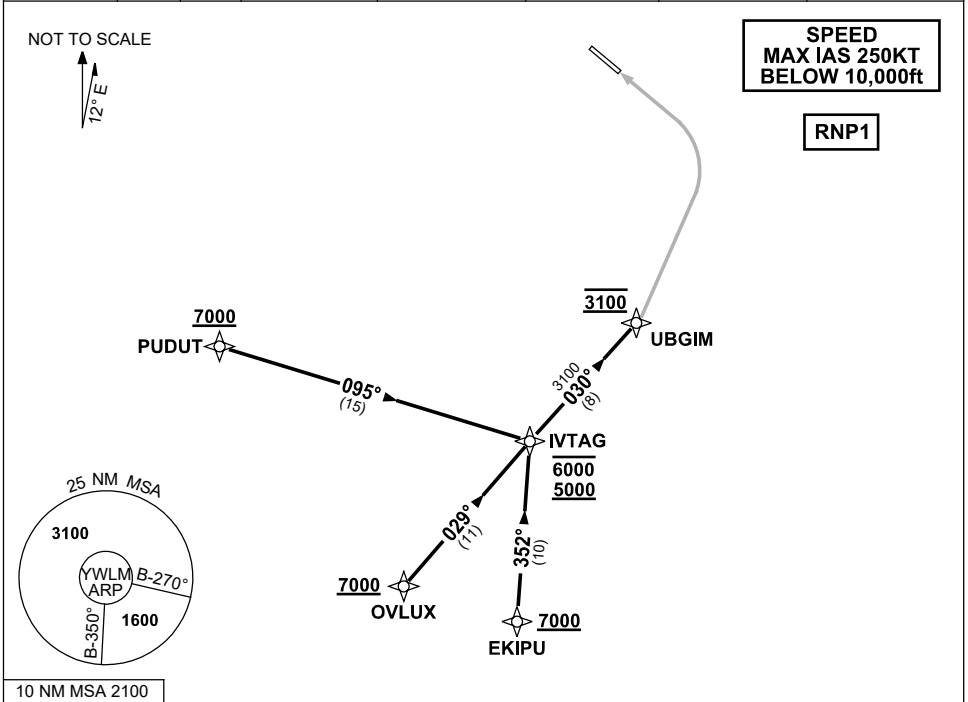 NOT TO SCALE
12° E
SPEED
MAX IAS 250KT
BELOW 10,000ft
RNP1
7000
PUDUT
095°
(15)
3100
UBGIM
3100
030°
(8)
IVTAG
6000
5000
029°
(11)
352°
(10)
7000
OVLUX
7000
EKIPU
25 NM MSA
3100
YWLM
ARP
B-270°
B-350°
1600
10 NM MSA 2100